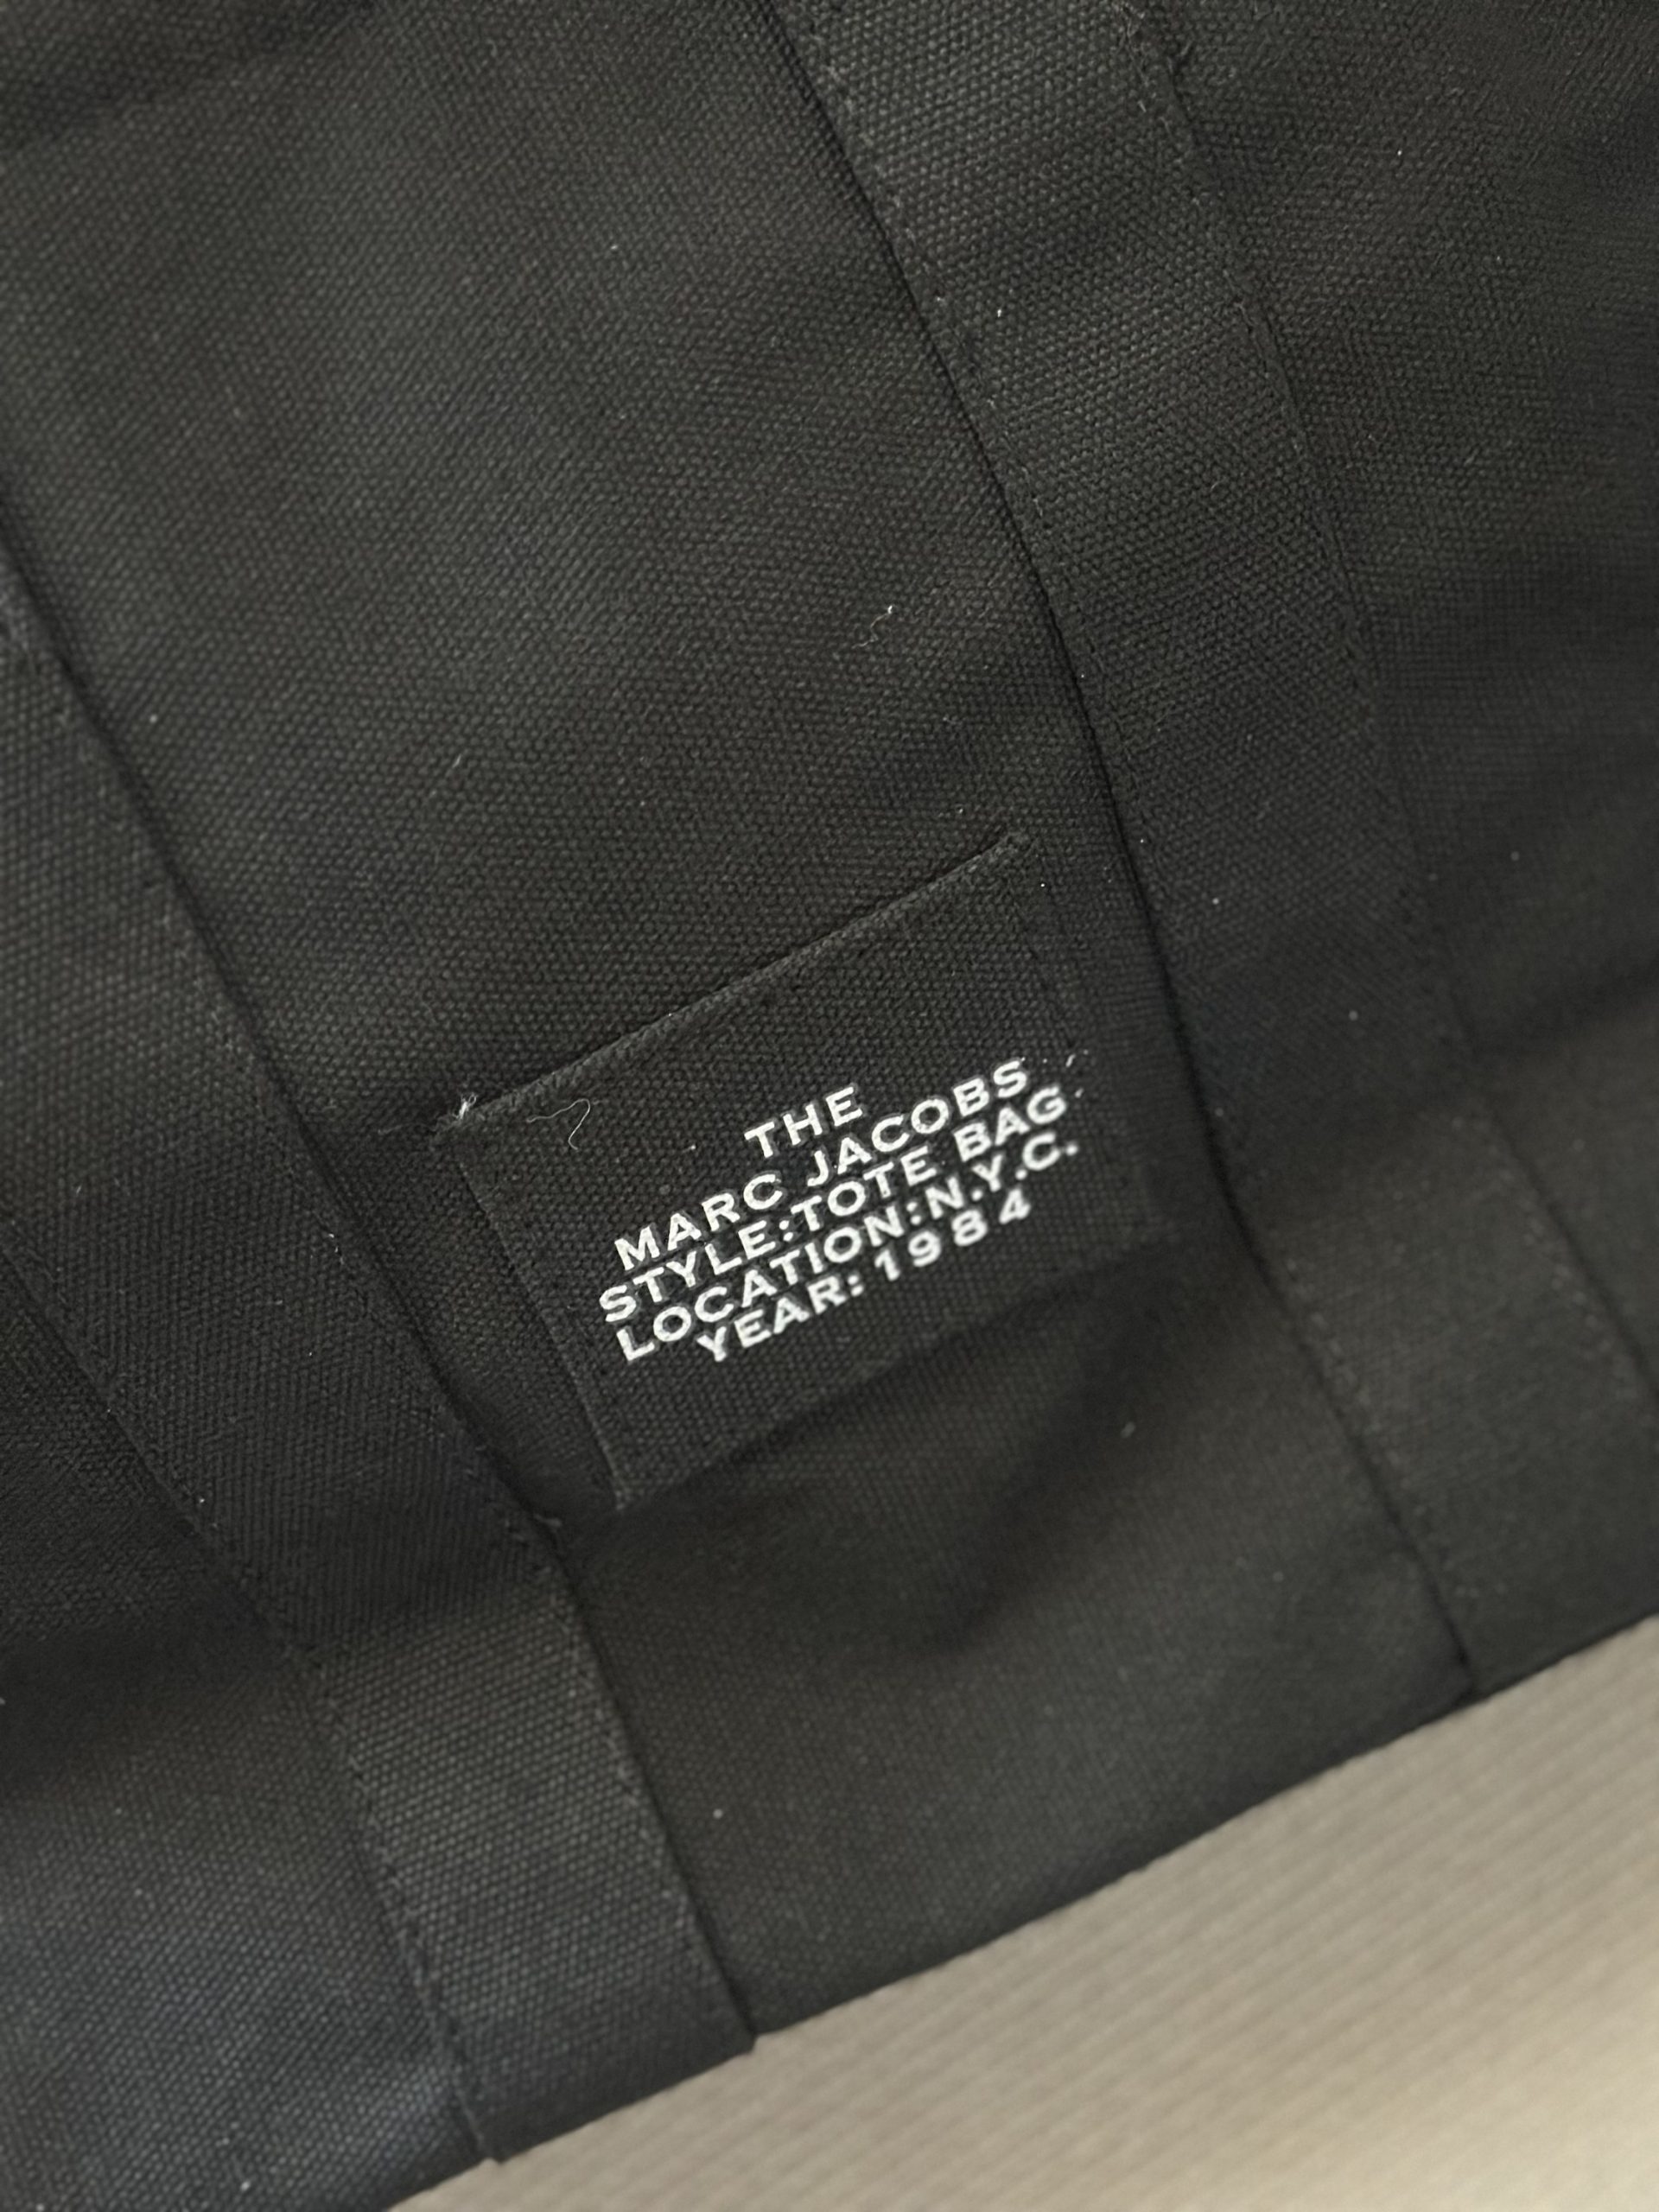 THE
MARC JACOBS
STYLE:TOTE BAG
LOCATION:N.Y.C.
YEAR:1984